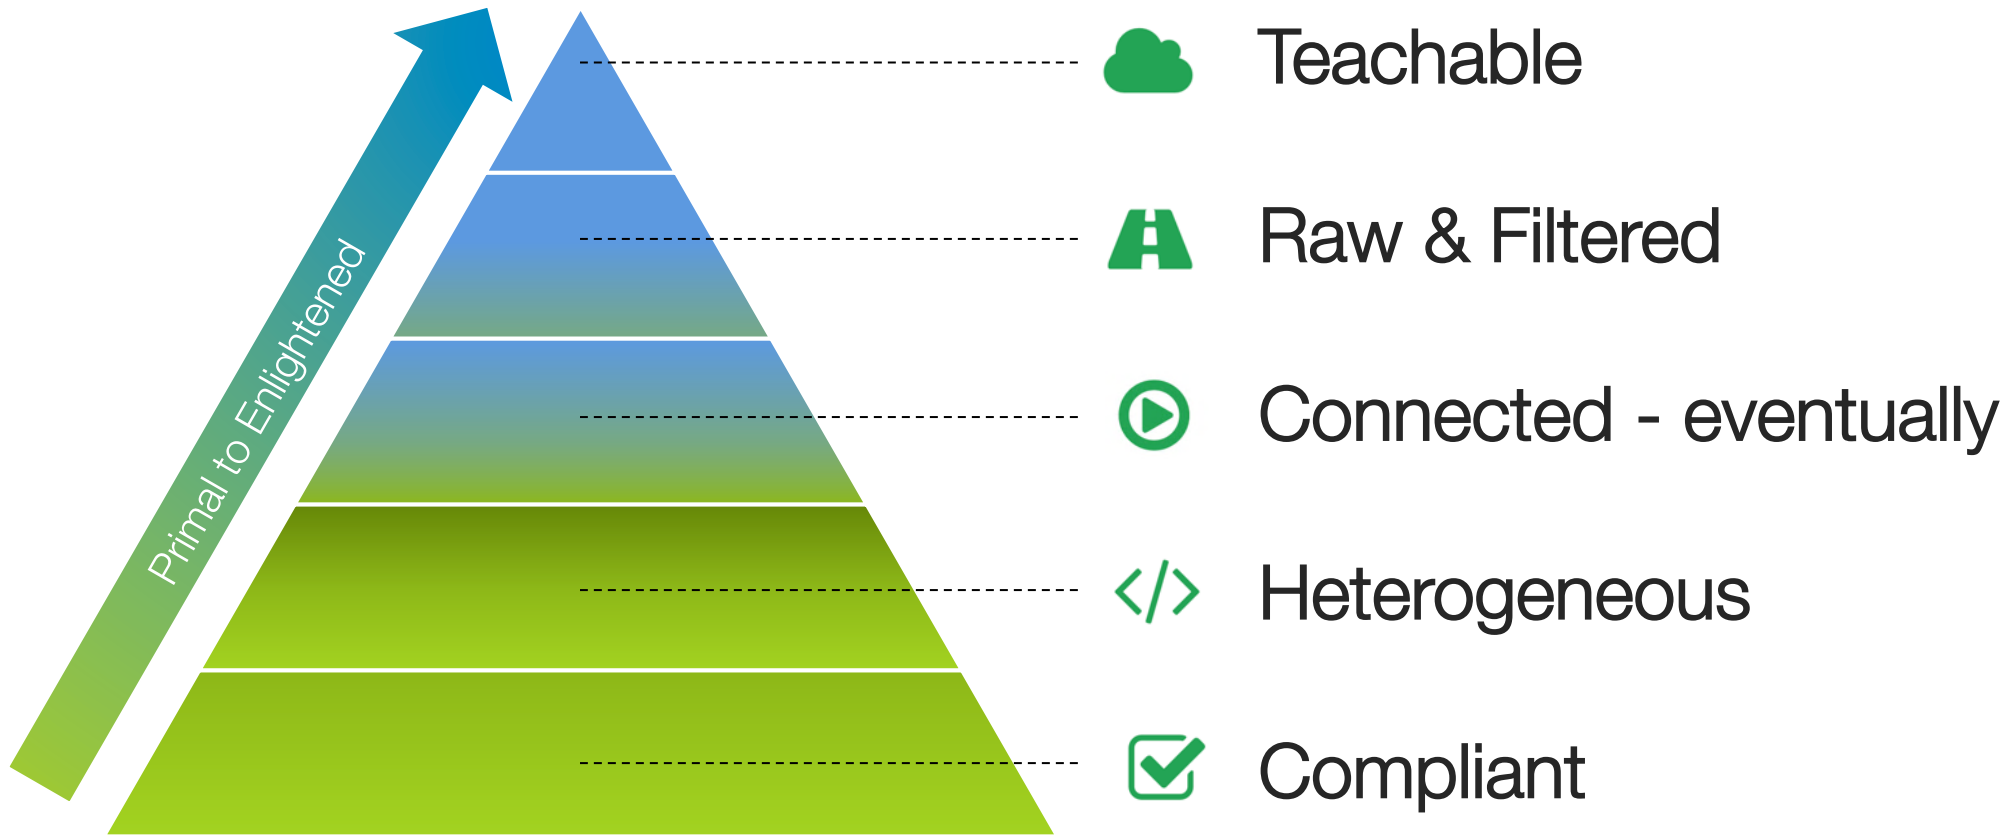 Teachable
Raw & Filtered
Connected - eventually
Heterogeneous
Compliant
Primal to Enlightened